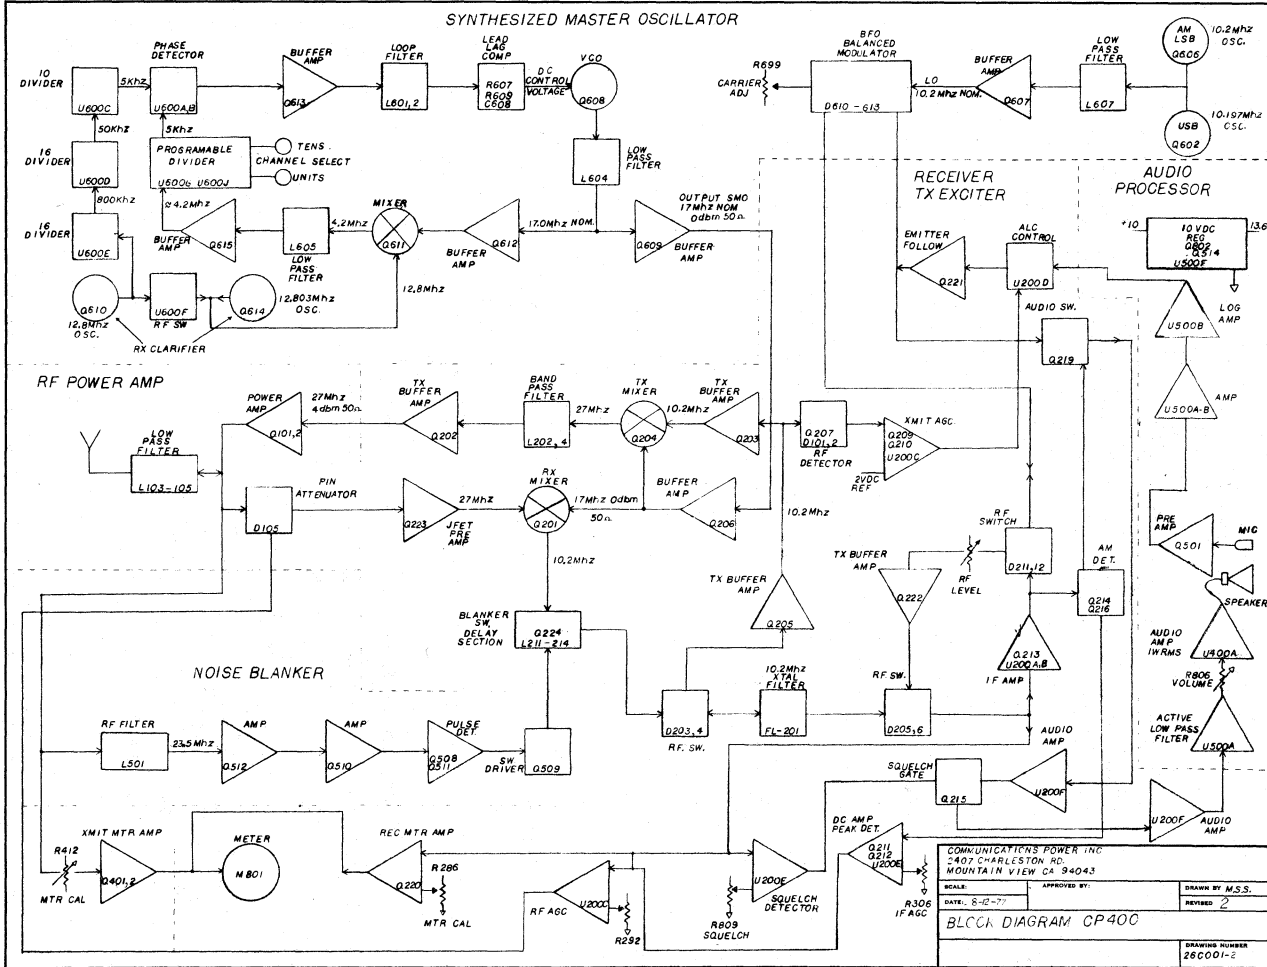 SYNTHESIZED MASTER OSCILLATOR
10
DIVIDER
U600C
5Khz
PHASE
DETECTOR
U600A,B
BUFFER
AMP
Q613
LOOP
FILTER
L601,2
LEAD
LAG
COMP
R607
R609
C608
DC
CONTROL
VOLTAGE
VCO
Q608
R699
CARRIER
ADJ
BFO
BALANCED
MODULATOR
D610 - 613
LO
10.2 Mhz NOM.
BUFFER
AMP
Q607
LOW
PASS
FILTER
L607
AM
LSB
Q606
10.2Mhz
OSC.
USB
Q602
10.197Mhz
OSC.
50Khz
5Khz
16
DIVIDER
U600D
PROGRAMABLE
DIVIDER
U600G U600J
TENS
CHANNEL SELECT
UNITS
LOW
PASS
FILTER
L604
800Khz
16
DIVIDER
U600E
≈4.2Mhz
BUFFER
AMP
Q615
L605
LOW
PASS
FILTER
4.2Mhz
MIXER
Q611
BUFFER
AMP
Q612
17.0Mhz NOM.
Q609
BUFFER
AMP
OUTPUT SMO
17Mhz NOM
0dbm 50Ω
12.8Mhz
Q610
12.8Mhz
OSC.
U600F
RF SW
Q614
12.803Mhz
OSC.
RX CLARIFIER
RECEIVER
TX EXCITER
EMITTER
FOLLOW
Q221
ALC
CONTROL
U200D
AUDIO SW.
Q219
AUDIO
PROCESSOR
+10
10 VDC
REG
Q802
Q514
U500F
13.6
LOG
AMP
U500B
U500A-B
AMP
RF POWER AMP
LOW
PASS
FILTER
L103-105
POWER
AMP
Q101,2
27Mhz
4dbm 50Ω
TX
BUFFER
AMP
Q202
BAND
PASS
FILTER
L202, 4
27Mhz
TX
MIXER
Q204
10.2Mhz
TX
BUFFER
AMP
Q203
Q207
D101,2
RF
DETECTOR
XMIT AGC
Q209
Q210
U200C
2VDC
REF
D105
PIN
ATTENUATOR
Q223
JFET
PRE
AMP
27Mhz
RX
MIXER
Q201
17Mhz 0dbm
50Ω
BUFFER
AMP
Q206
10.2Mhz
10.2Mhz
PRE
AMP
Q501
MIC
SPEAKER
RF
SWITCH
D211,12
RF
LEVEL
TX BUFFER
AMP
Q222
AM
DET.
Q214
Q216
TX BUFFER
AMP
Q205
BLANKER
SW,
DELAY
SECTION
Q224
L211-214
Q213
U200A,B
IF AMP
AUDIO
AMP
1WRMS
U400A
R806
VOLUME
ACTIVE
LOW PASS
FILTER
U500A
NOISE BLANKER
RF FILTER
L501
23.5Mhz
AMP
Q512
AMP
Q510
PULSE
DET.
Q508
Q511
SW
DRIVER
Q509
D203,4
RF. SW.
10.2Mhz
XTAL
FILTER
FL-201
RF SW.
D205,6
AUDIO
AMP
U200F
SQUELCH
GATE
Q215
U200F
AUDIO
AMP
R412
MTR CAL
XMIT MTR AMP
Q401,2
METER
M801
REC MTR AMP
Q220
R286
MTR CAL
RF AGC
U200C
R292
U200E
SQUELCH
DETECTOR
R809
SQUELCH
DC AMP
PEAK DET.
Q211
Q212
U200E
R306
IF AGC
COMMUNICATIONS POWER INC
2407 CHARLESTON RD.
MOUNTAIN VIEW CA 94043
SCALE:
APPROVED BY:
DRAWN BY M.S.S.
DATE: 8-12-77
REVISED 2
BLOCK DIAGRAM CP400
DRAWING NUMBER
26C001-2